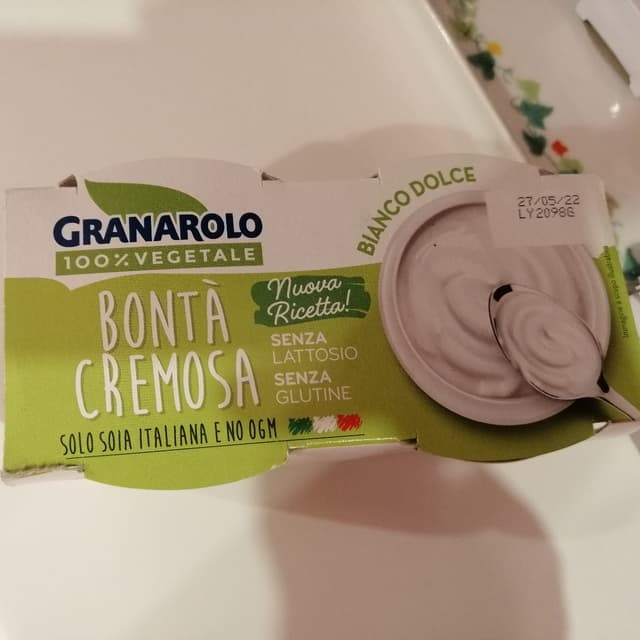 GRANAROLO
100% VEGETALE
BONTÀ
CREMOSA
Nuova
Ricetta!
SENZA
LATTOSIO
SENZA
GLUTINE
SOLO SOIA ITALIANA E NO OGM
BIANCO DOLCE
27/05/22
LY2098G